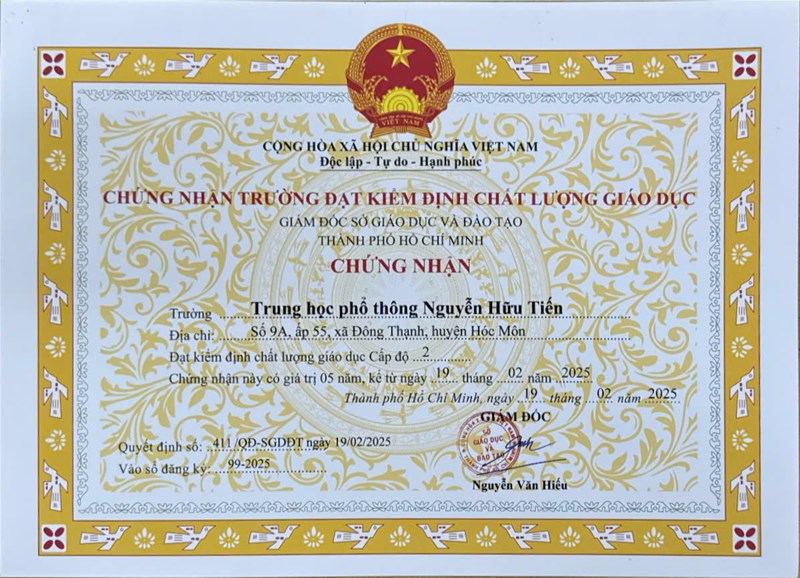 VIỆT NAM
CỘNG HÒA XÃ HỘI CHỦ NGHĨA VIỆT NAM
Độc lập - Tự do - Hạnh phúc
CHỨNG NHẬN TRƯỜNG ĐẠT KIỂM ĐỊNH CHẤT LƯỢNG GIÁO DỤC
GIÁM ĐỐC SỞ GIÁO DỤC VÀ ĐÀO TẠO
THÀNH PHỐ HỒ CHÍ MINH
CHỨNG NHẬN
Trường Trung học phổ thông Nguyễn Hữu Tiến
Địa chỉ: Số 9A, ấp 55, xã Đông Thạnh, huyện Hóc Môn
Đạt kiểm định chất lượng giáo dục Cấp độ 2
Chứng nhận này có giá trị 05 năm, kể từ ngày 19 tháng 02 năm 2025
Thành phố Hồ Chí Minh, ngày 19 tháng 02 năm 2025
GIÁM ĐỐC
SỞ
GIÁO DỤC
VÀ
ĐÀO TẠO
Quyết định số: 411 /QĐ-SGDĐT ngày 19/02/2025
Vào sổ đăng ký: 99-2025
Nguyễn Văn Hiếu